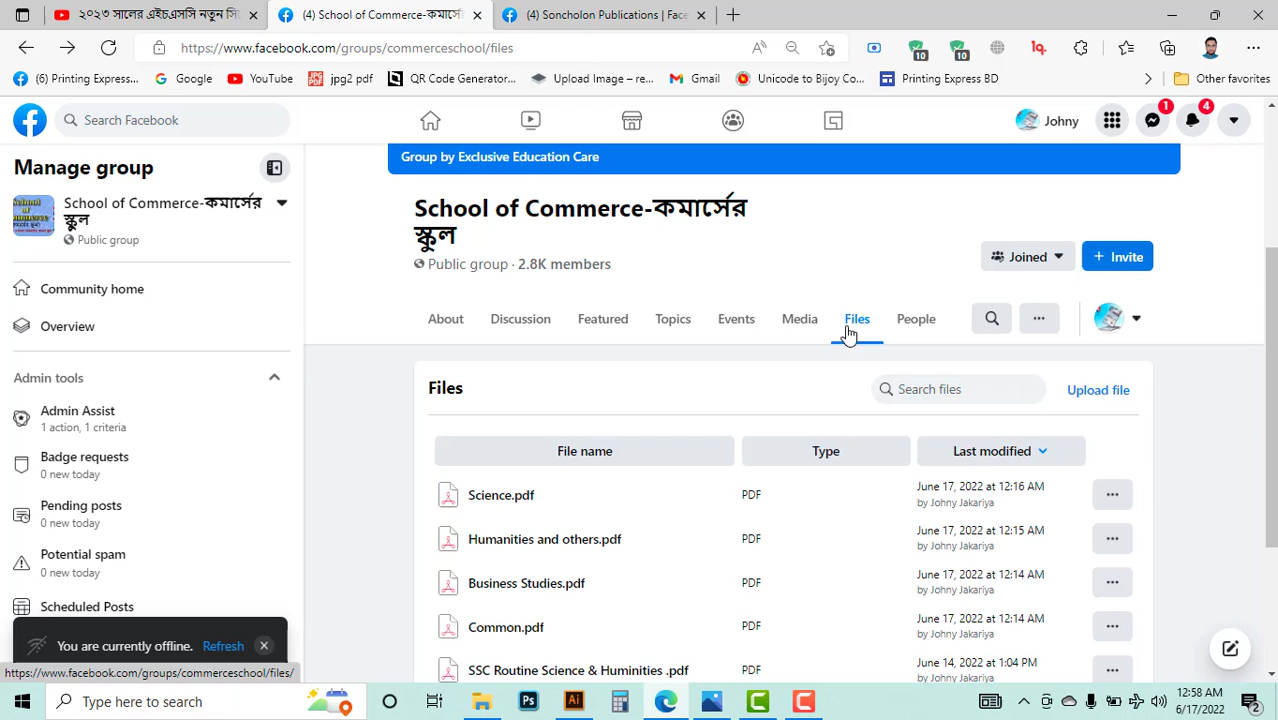 ২০২৩ সালের এইচএসসি নতুন সি
(4) School of Commerce-কমার্সে
(4) Soncholon Publications | Face
https://www.facebook.com/groups/commerceschool/files
10
10
(6) Printing Express...
Google
YouTube
JPG PDF
jpg2 pdf
QR Code Generator...
Upload Image – re...
Gmail
Unicode to Bijoy Co...
Printing Express BD
Other favorites
Search Facebook
Johny
1
4
Manage group
School of Commerce-কমার্সের
স্কুল
Public group
Community home
Overview
Admin tools
Admin Assist
1 action, 1 criteria
Badge requests
0 new today
Pending posts
0 new today
Potential spam
0 new today
Scheduled Posts
You are currently offline. Refresh
https://www.facebook.com/groups/commerceschool/files/
Group by Exclusive Education Care
School of Commerce-কমার্সের
স্কুল
Public group · 2.8K members
Joined
+ Invite
About Discussion Featured Topics Events Media Files People
Files
Search files
Upload file
File name Type Last modified
Science.pdf PDF June 17, 2022 at 12:16 AM
by Johny Jakariya
Humanities and others.pdf PDF June 17, 2022 at 12:15 AM
by Johny Jakariya
Business Studies.pdf PDF June 17, 2022 at 12:14 AM
by Johny Jakariya
Common.pdf PDF June 17, 2022 at 12:14 AM
by Johny Jakariya
SSC Routine Science & Huminities .pdf PDF June 14, 2022 at 1:04 PM
Type here to search
Ps
Ai
12:58 AM
6/17/2022
2